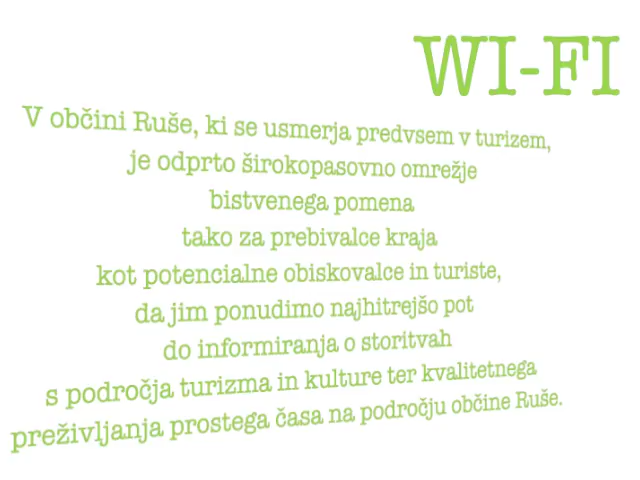 WI-FI
V občini Ruše, ki se usmerja predvsem v turizem,
je odprto širokopasovno omrežje
bistvenega pomena
tako za prebivalce kraja
kot potencialne obiskovalce in turiste,
da jim ponudimo najhitrejšo pot
do informiranja o storitvah
s področja turizma in kulture ter kvalitetnega
preživljanja prostega časa na področju občine Ruše.